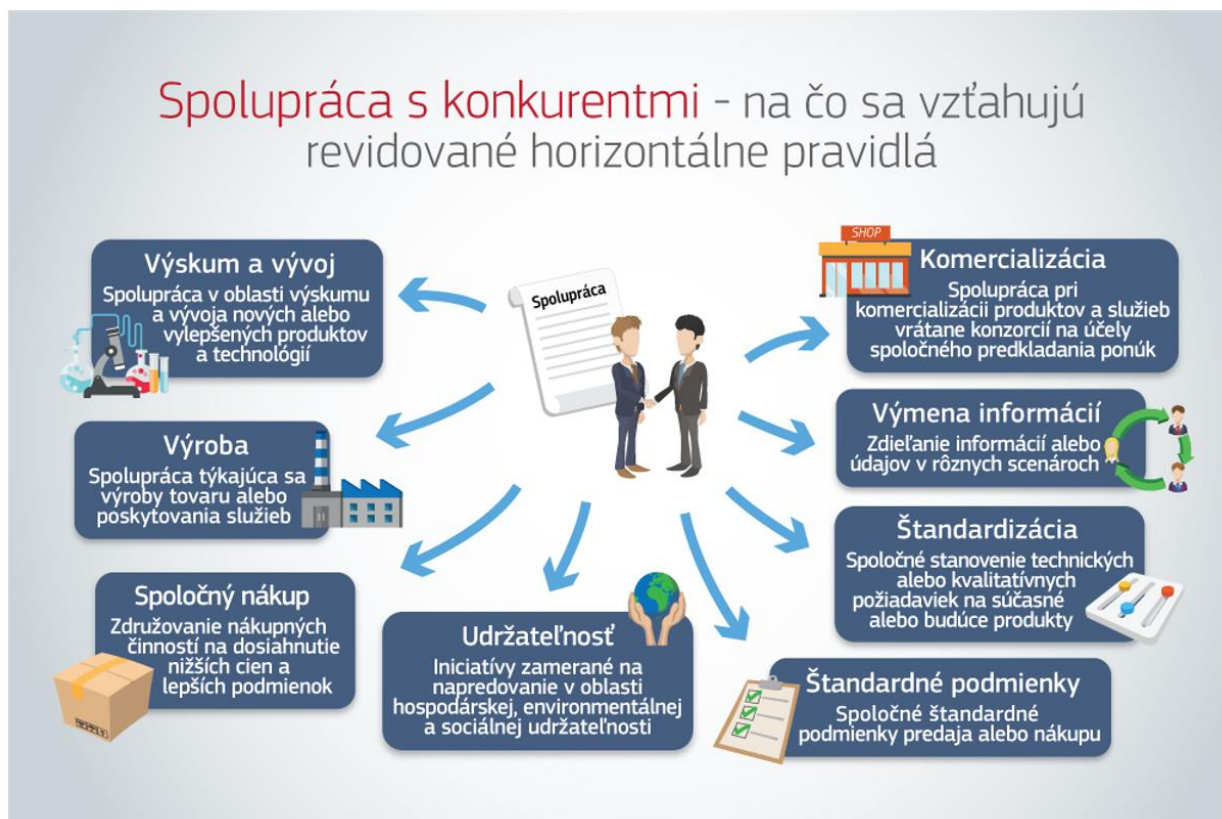 Spolupráca s konkurentmi - na čo sa vzťahujú
revidované horizontálne pravidlá
Výskum a vývoj
Spolupráca v oblasti výskumu
a vývoja nových alebo
vylepšených produktov
a technológií
Výroba
Spolupráca týkajúca sa
výroby tovaru alebo
poskytovania služieb
Spoločný nákup
Združovanie nákupných
činností na dosiahnutie
nižších cien a
lepších podmienok
Spolupráca
Udržateľnosť
Iniciatívy zamerané na
napredovanie v oblasti
hospodárskej, environmentálnej
a sociálnej udržateľnosti
SHOP
Komercializácia
Spolupráca pri
komercializácii produktov a služieb
vrátane konzorcií na účely
spoločného predkladania ponúk
Výmena informácií
Zdieľanie informácií alebo
údajov v rôznych scenároch
Štandardizácia
Spoločné stanovenie technických
alebo kvalitatívnych
požiadaviek na súčasné
alebo budúce produkty
Štandardné podmienky
Spoločné štandardné
podmienky predaja alebo nákupu